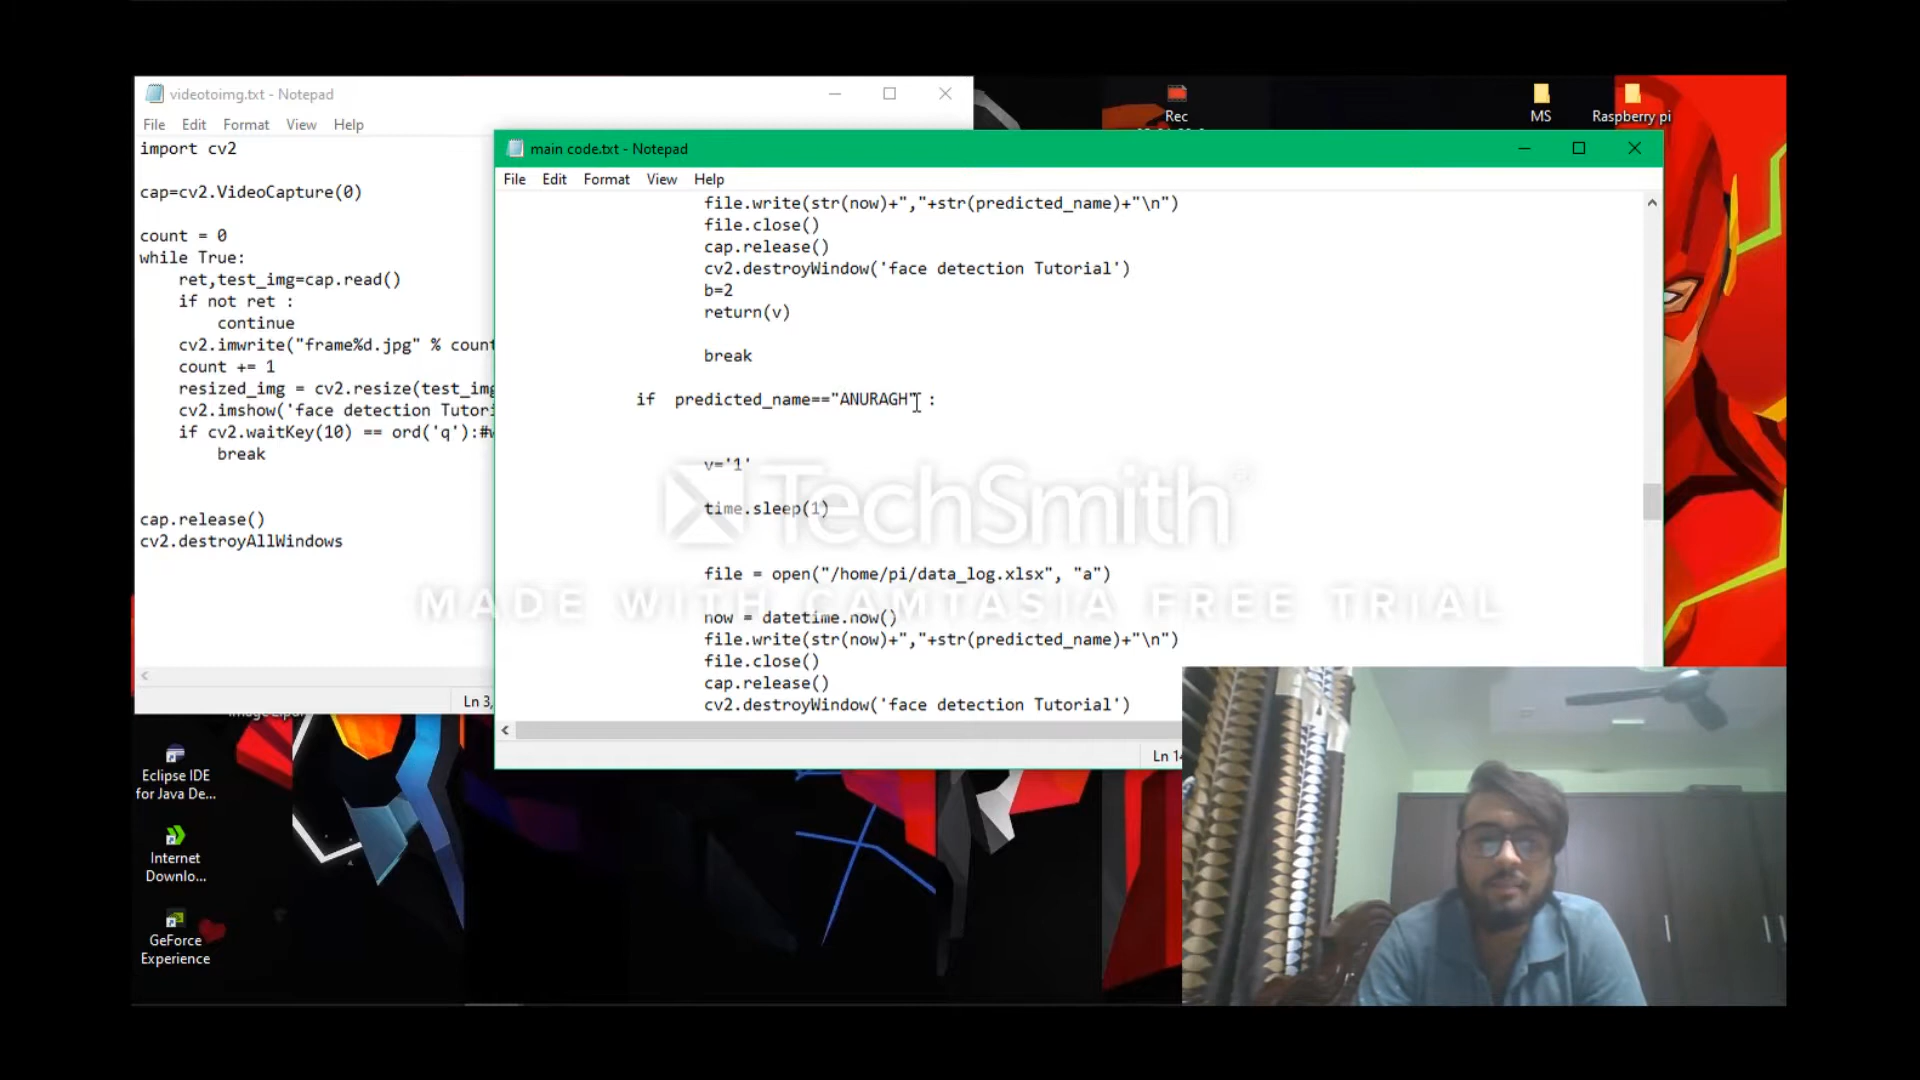 videotoimg.txt - Notepad
File Edit Format View Help
import cv2
cap=cv2.VideoCapture(0)
count = 0
while True:
ret,test_img=cap.read()
if not ret :
continue
cv2.imwrite("frame%d.jpg" % count
count += 1
resized_img = cv2.resize(test_img
cv2.imshow('face detection Tutori
if cv2.waitKey(10) == ord('q'):#w
break
cap.release()
cv2.destroyAllWindows
Ln 3,
Rec
MS
Raspberry pi
main code.txt - Notepad
File Edit Format View Help
file.write(str(now)+","+str(predicted_name)+"\n")
file.close()
cap.release()
cv2.destroyWindow('face detection Tutorial')
b=2
return(v)
break
if predicted_name=="ANURAGH" :
v='1'
time.sleep(1)
file = open("/home/pi/data_log.xlsx", "a")
now = datetime.now()
file.write(str(now)+","+str(predicted_name)+"\n")
file.close()
cap.release()
cv2.destroyWindow('face detection Tutorial')
Ln 14
TechSmith
MADE WITH CAMTASIA FREE TRIAL
Eclipse IDE
for Java De...
Internet
Downlo...
GeForce
Experience